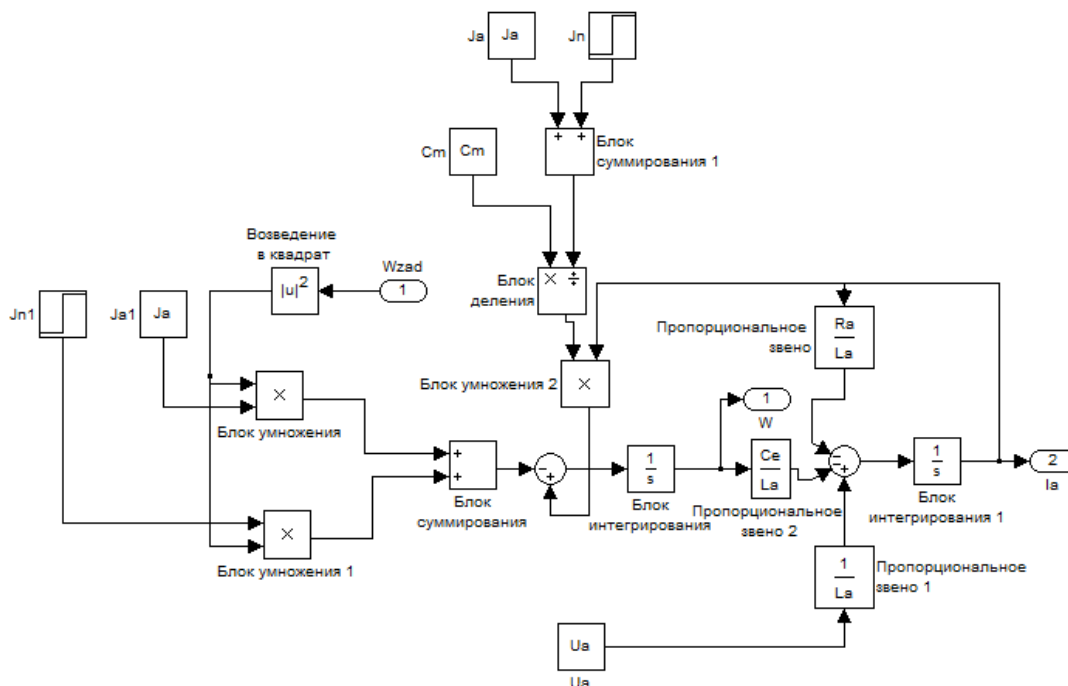 Ja
Ja
Jn
Cm
Cm
+ +
Блок
суммирования 1
Возведение
в квадрат
|u|²
Wzad
1
× ÷
Блок
деления
Jn1
Ja1
Ja
Пропорциональное
звено
Ra
La
×
Блок умножения 2
×
Блок умножения
1
W
+
+
Блок
суммирования
-
+
1
s
Блок
интегрирования
Ce
La
Пропорциональное
звено 2
-
-
+
1
s
Блок
интегрирования 1
2
Ia
×
Блок умножения 1
1
La
Пропорциональное
звено 1
Ua
Ua